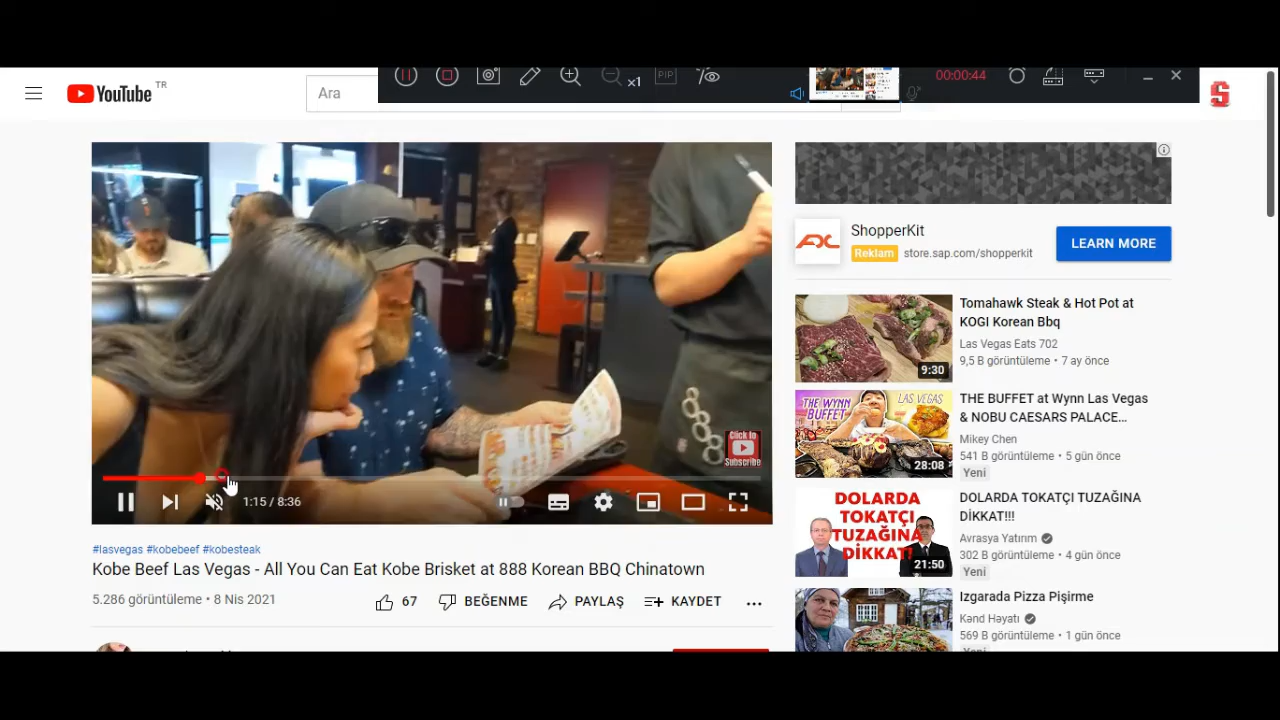 YouTube TR
Ara
x1
PIP
00:00:44
S
Click to
Subscribe
1:15 / 8:36
#lasvegas #kobebeef #kobesteak
Kobe Beef Las Vegas - All You Can Eat Kobe Brisket at 888 Korean BBQ Chinatown
5.286 görüntüleme • 8 Nis 2021
67
BEĞENME
PAYLAŞ
KAYDET
ShopperKit
Reklam store.sap.com/shopperkit
LEARN MORE
9:30
Tomahawk Steak & Hot Pot at
KOGI Korean Bbq
Las Vegas Eats 702
9,5 B görüntüleme • 7 ay önce
THE WYNN
BUFFET
LAS VEGAS
28:08
THE BUFFET at Wynn Las Vegas
& NOBU CAESARS PALACE...
Mikey Chen
541 B görüntüleme • 5 gün önce
Yeni
DOLARDA
TOKATÇI
TUZAĞINA
DİKKAT!
21:50
DOLARDA TOKATÇI TUZAĞINA
DİKKAT!!!
Avrasya Yatırım
302 B görüntüleme • 4 gün önce
Yeni
Izgarada Pizza Pişirme
Kənd Həyatı
569 B görüntüleme • 1 gün önce